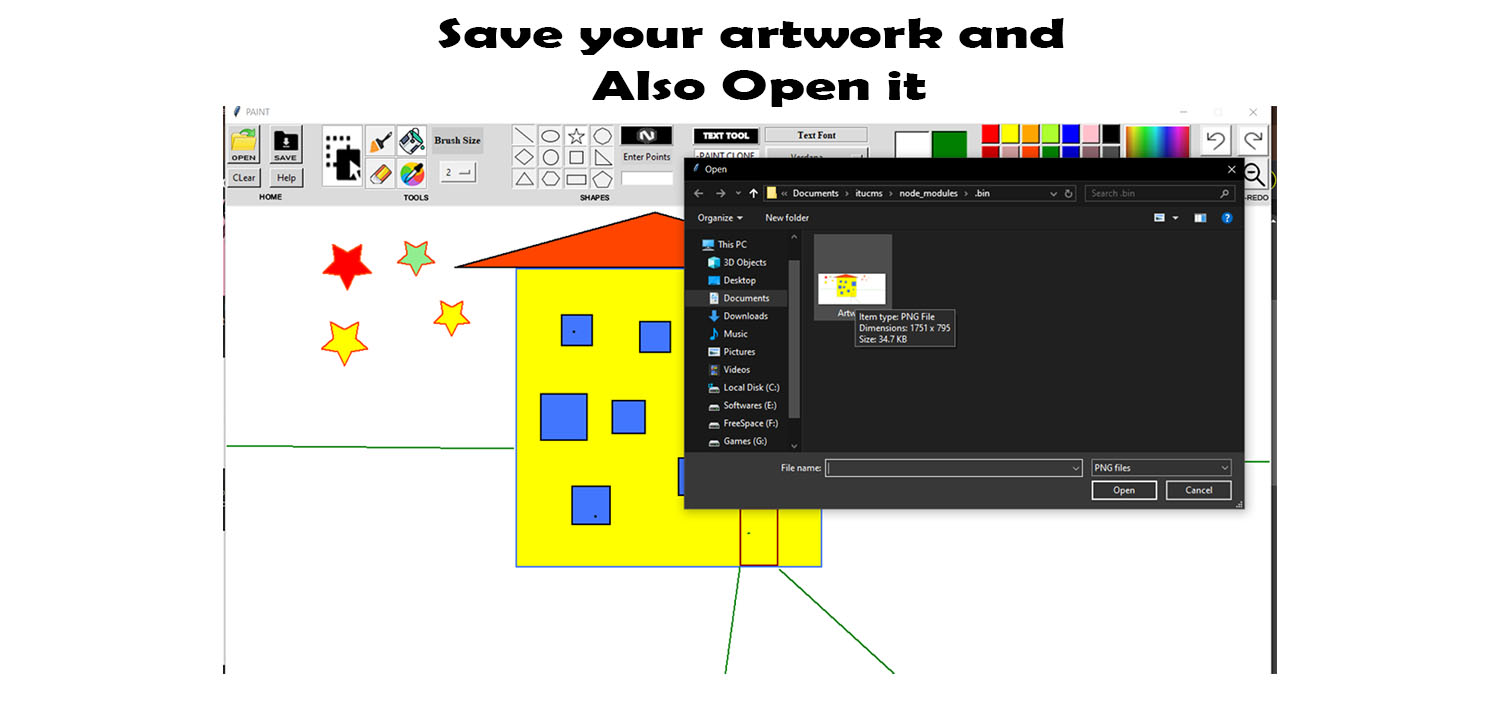 Save your artwork and
Also Open it
PAINT
OPEN
SAVE
CLear
Help
HOME
TOOLS
Brush Size
2
SHAPES
N
Enter Points
TEXT TOOL
PAINT CLONE
Text Font
Verdana
REDO
Open
« Documents › itucms › node_modules › .bin
Search .bin
Organize
New folder
This PC
3D Objects
Desktop
Documents
Downloads
Music
Pictures
Videos
Local Disk (C:)
Softwares (E:)
FreeSpace (F:)
Games (G:)
Artw
Item type: PNG File
Dimensions: 1751 x 795
Size: 34.7 KB
File name:
PNG files
Open
Cancel